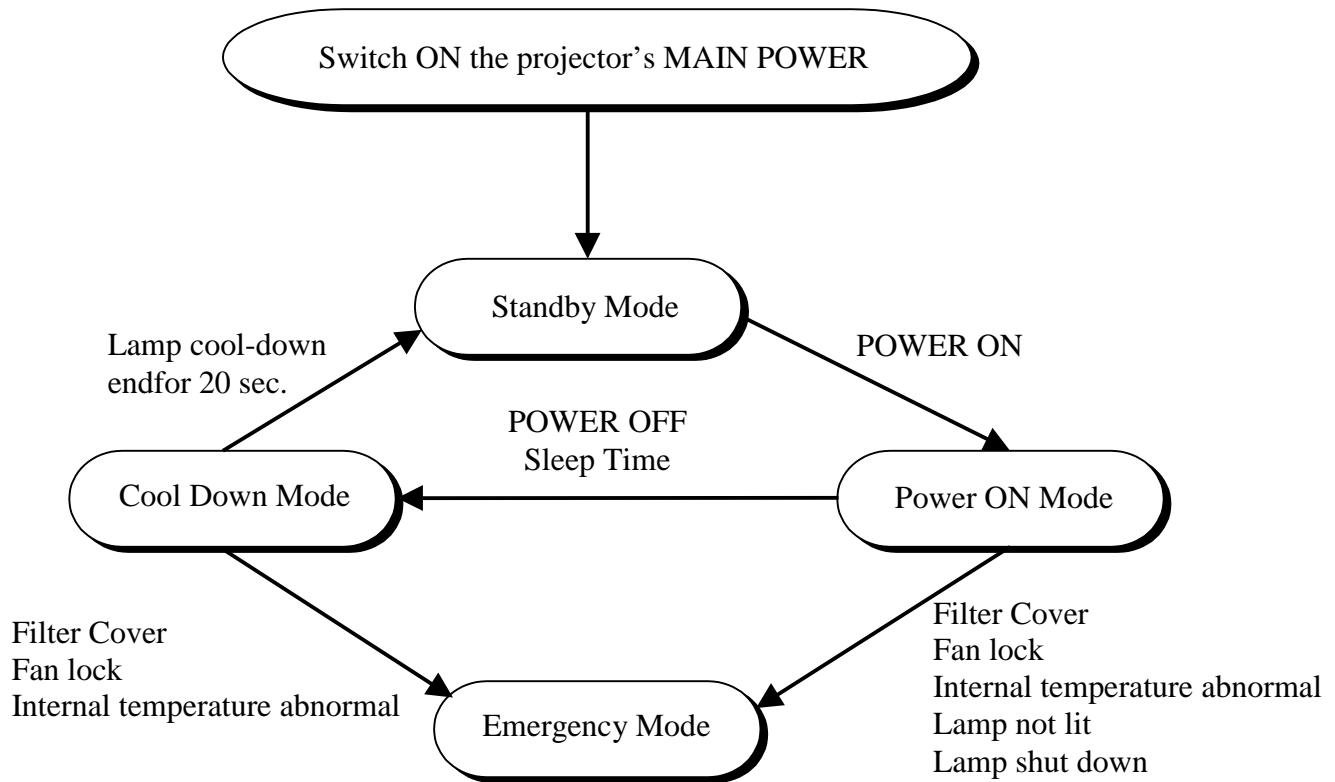 Switch ON the projector’s MAIN POWER
Standby Mode
Lamp cool-down
endfor 20 sec.
POWER ON
POWER OFF
Sleep Time
Cool Down Mode
Power ON Mode
Filter Cover
Fan lock
Internal temperature abnormal
Emergency Mode
Filter Cover
Fan lock
Internal temperature abnormal
Lamp not lit
Lamp shut down